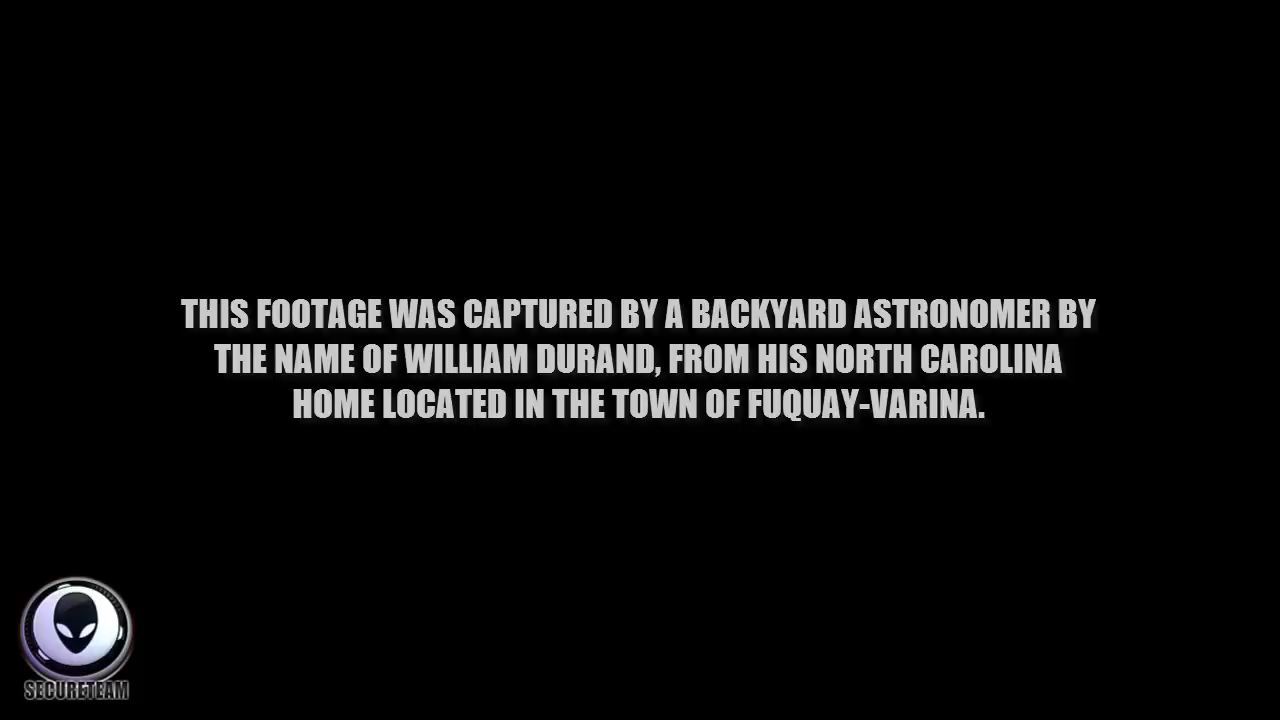 THIS FOOTAGE WAS CAPTURED BY A BACKYARD ASTRONOMER BY
THE NAME OF WILLIAM DURAND, FROM HIS NORTH CAROLINA
HOME LOCATED IN THE TOWN OF FUQUAY-VARINA.
SECURETEAM